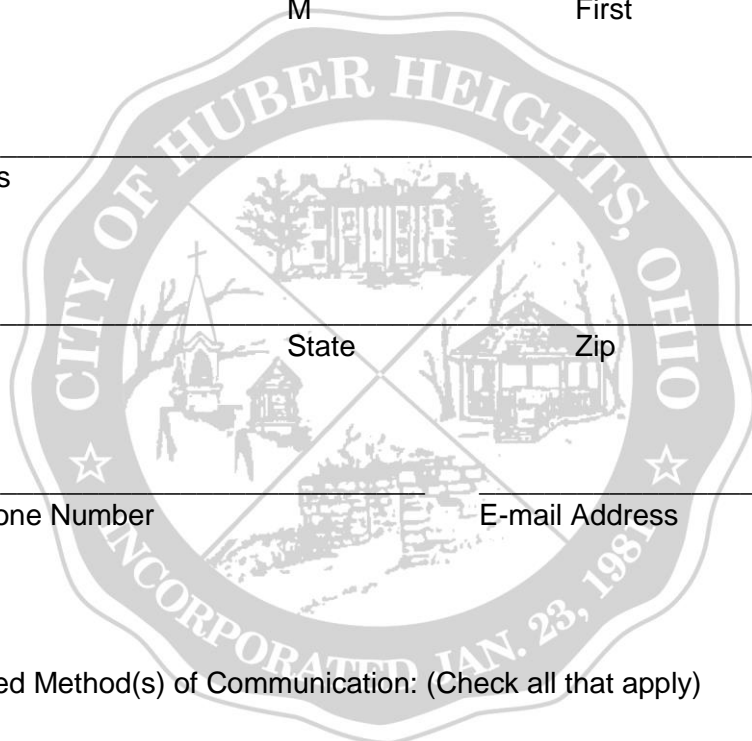 M First
CITY OF HUBER HEIGHTS, OHIO
s
State Zip
one Number E-mail Address
INCORPORATED JAN. 23, 1981
ed Method(s) of Communication: (Check all that apply)